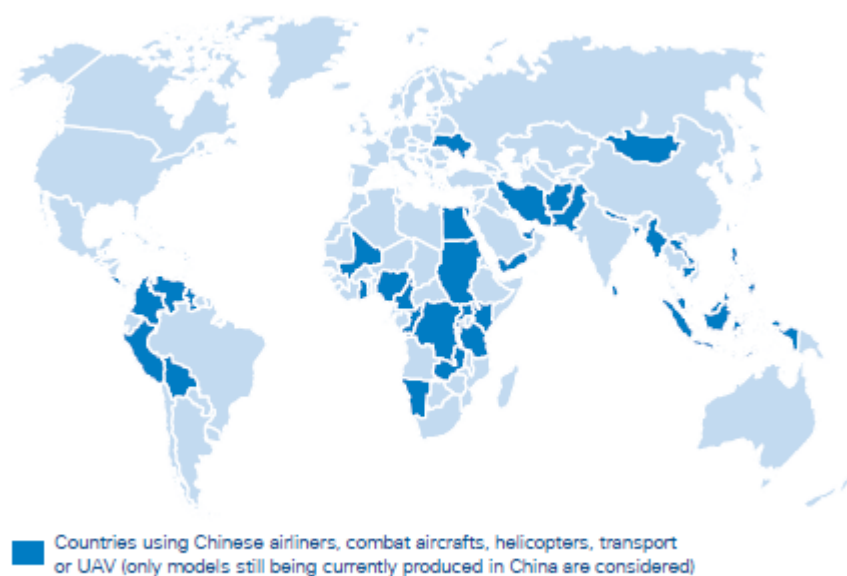 Countries using Chinese airliners, combat aircrafts, helicopters, transport
or UAV (only models still being currently produced in China are considered)